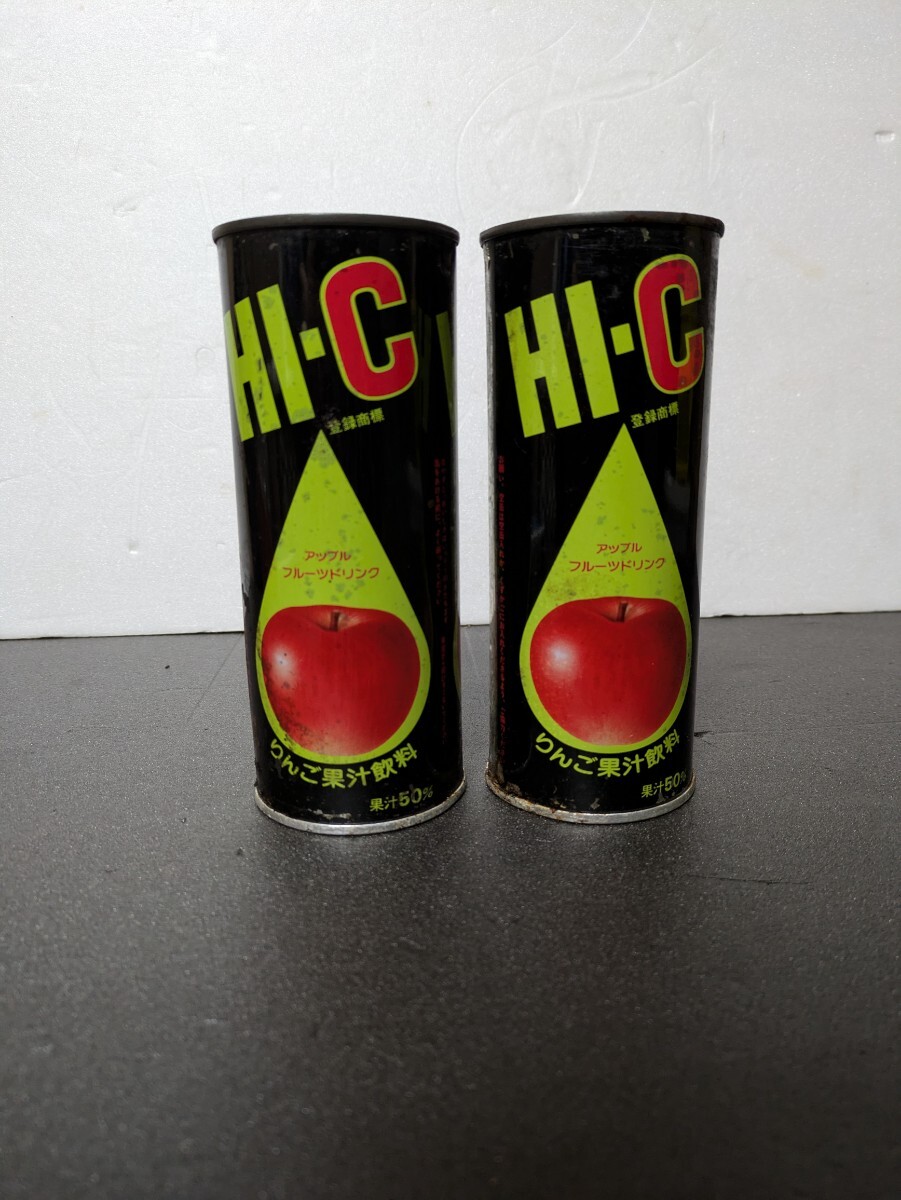 HI-C
登録商標
アップル
フルーツドリンク
りんご果汁飲料
果汁50%
HI-C
登録商標
アップル
フルーツドリンク
りんご果汁飲料
果汁50%